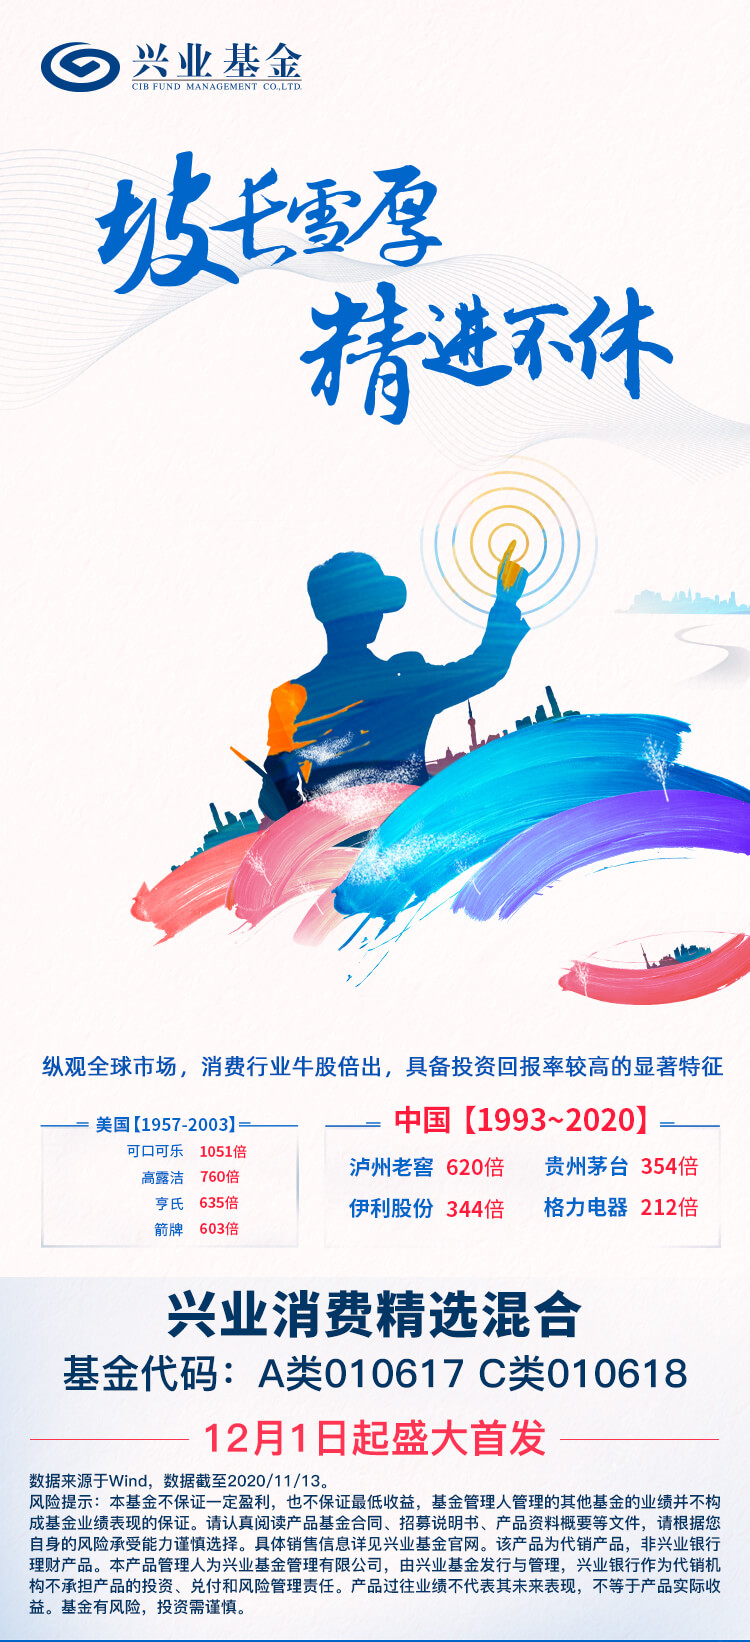 兴业基金
CIB FUND MANAGEMENT CO.,LTD.
坡长雪厚
精进不休
纵观全球市场，消费行业牛股倍出，具备投资回报率较高的显著特征
美国【1957-2003】
可口可乐 1051倍
高露洁 760倍
亨氏 635倍
箭牌 603倍
中国【1993~2020】
泸州老窖 620倍 贵州茅台 354倍
伊利股份 344倍 格力电器 212倍
兴业消费精选混合
基金代码：A类010617 C类010618
12月1日起盛大首发
数据来源于Wind，数据截至2020/11/13。
风险提示：本基金不保证一定盈利，也不保证最低收益，基金管理人管理的其他基金的业绩并不构
成基金业绩表现的保证。请认真阅读产品基金合同、招募说明书、产品资料概要等文件，请根据您
自身的风险承受能力谨慎选择。具体销售信息详见兴业基金官网。该产品为代销产品，非兴业银行
理财产品。本产品管理人为兴业基金管理有限公司，由兴业基金发行与管理，兴业银行作为代销机
构不承担产品的投资、兑付和风险管理责任。产品过往业绩不代表其未来表现，不等于产品实际收
益。基金有风险，投资需谨慎。